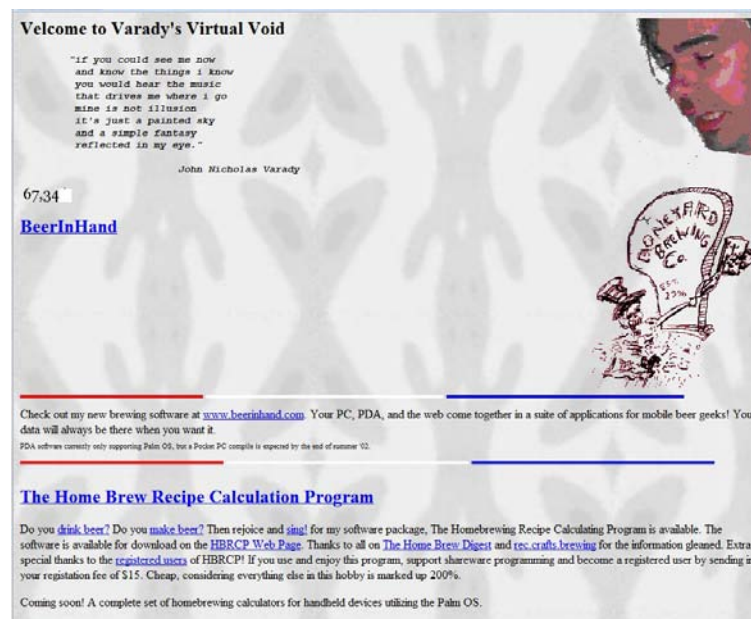 Velcome to Varady's Virtual Void
"if you could see me now
and know the things i know
you would hear the music
that drives me where i go
mine is not illusion
it's just a painted sky
and a simple fantasy
reflected in my eye."
John Nicholas Varady
67,34
BeerInHand
BONEYARD
BREWING
Co.
EST.
Check out my new brewing software at www.beerinhand.com. Your PC, PDA, and the web come together in a suite of applications for mobile beer geeks! You
data will always be there when you want it.
PDA software currently only supporting Palm OS, but a Pocket PC compile is expected by the end of summer '02.
The Home Brew Recipe Calculation Program
Do you drink beer? Do you make beer? Then rejoice and sing! for my software package, The Homebrewing Recipe Calculating Program is available. The
software is available for download on the HBRCP Web Page. Thanks to all on The Home Brew Digest and rec.crafts.brewing for the information gleaned. Extra
special thanks to the registered users of HBRCP! If you use and enjoy this program, support shareware programming and become a registered user by sending in
your registation fee of $15. Cheap, considering everything else in this hobby is marked up 200%.
Coming soon! A complete set of homebrewing calculators for handheld devices utilizing the Palm OS.